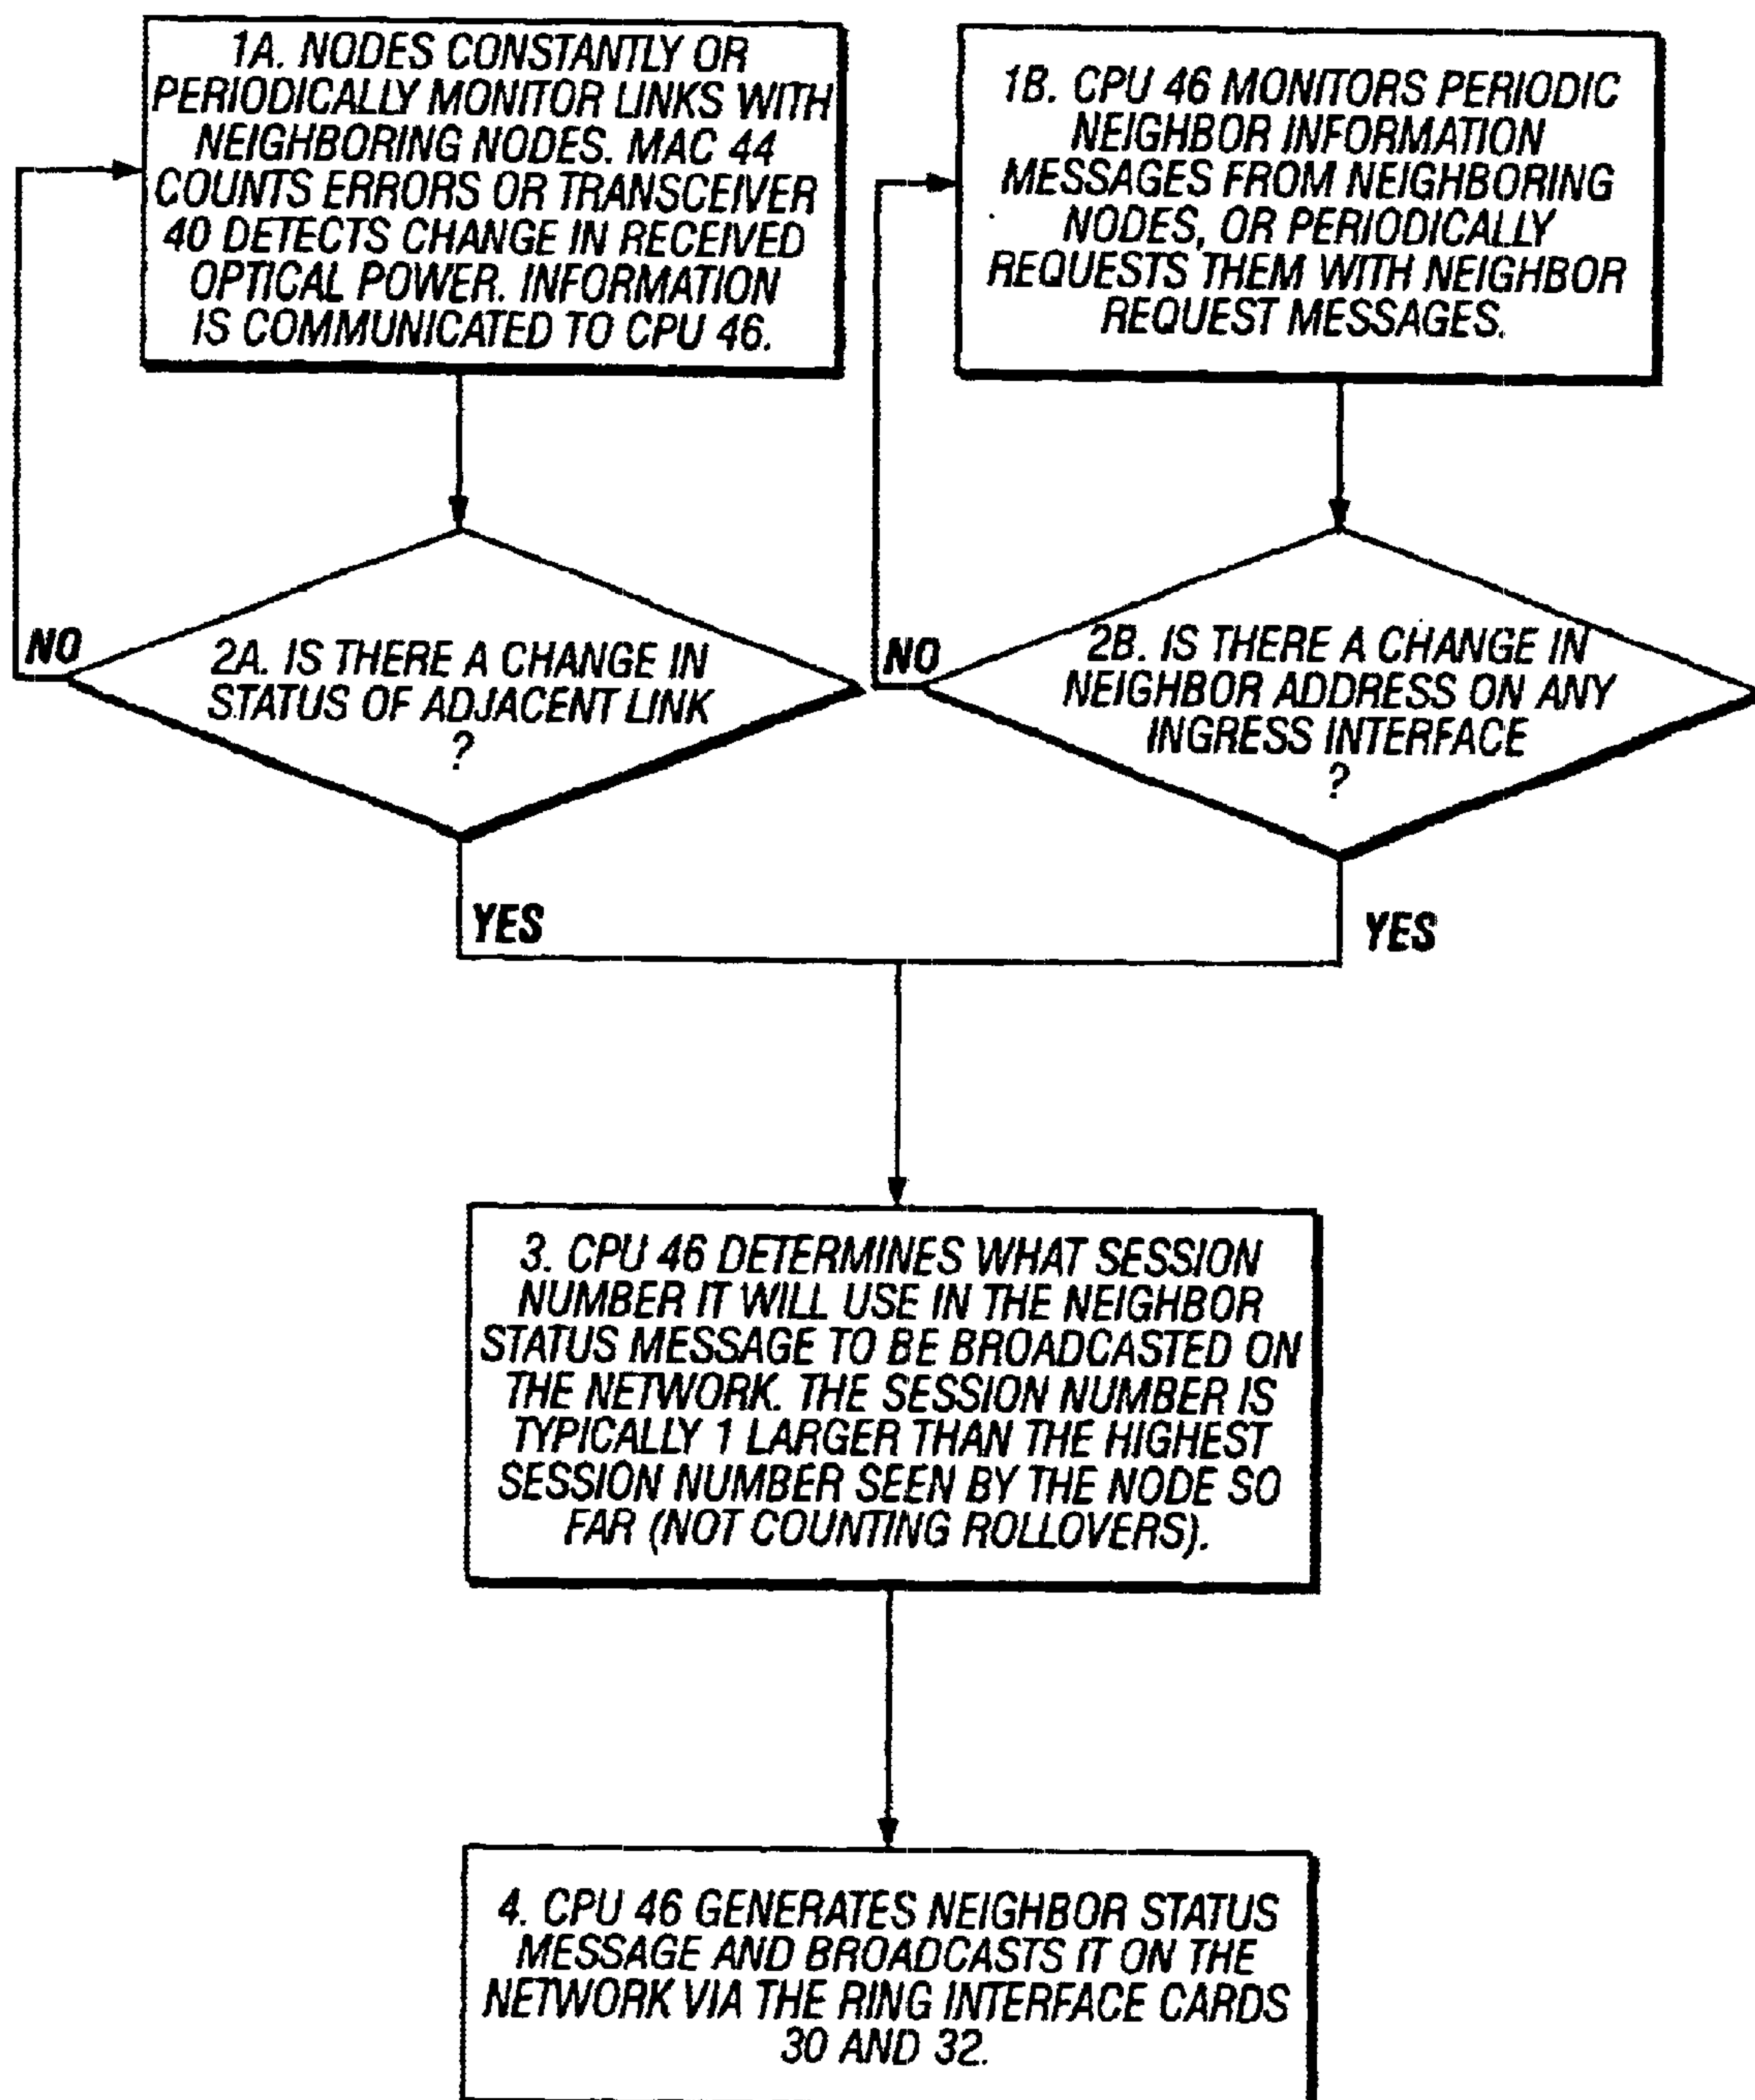 1A. NODES CONSTANTLY OR
PERIODICALLY MONITOR LINKS WITH
NEIGHBORING NODES. MAC 44
COUNTS ERRORS OR TRANSCEIVER
40 DETECTS CHANGE IN RECEIVED
OPTICAL POWER. INFORMATION
IS COMMUNICATED TO CPU 46.
1B. CPU 46 MONITORS PERIODIC
NEIGHBOR INFORMATION
MESSAGES FROM NEIGHBORING
NODES, OR PERIODICALLY
REQUESTS THEM WITH NEIGHBOR
REQUEST MESSAGES.
NO
2A. IS THERE A CHANGE IN
STATUS OF ADJACENT LINK
?
NO
2B. IS THERE A CHANGE IN
NEIGHBOR ADDRESS ON ANY
INGRESS INTERFACE
?
YES
YES
3. CPU 46 DETERMINES WHAT SESSION
NUMBER IT WILL USE IN THE NEIGHBOR
STATUS MESSAGE TO BE BROADCASTED ON
THE NETWORK. THE SESSION NUMBER IS
TYPICALLY 1 LARGER THAN THE HIGHEST
SESSION NUMBER SEEN BY THE NODE SO
FAR (NOT COUNTING ROLLOVERS).
4. CPU 46 GENERATES NEIGHBOR STATUS
MESSAGE AND BROADCASTS IT ON THE
NETWORK VIA THE RING INTERFACE CARDS
30 AND 32.